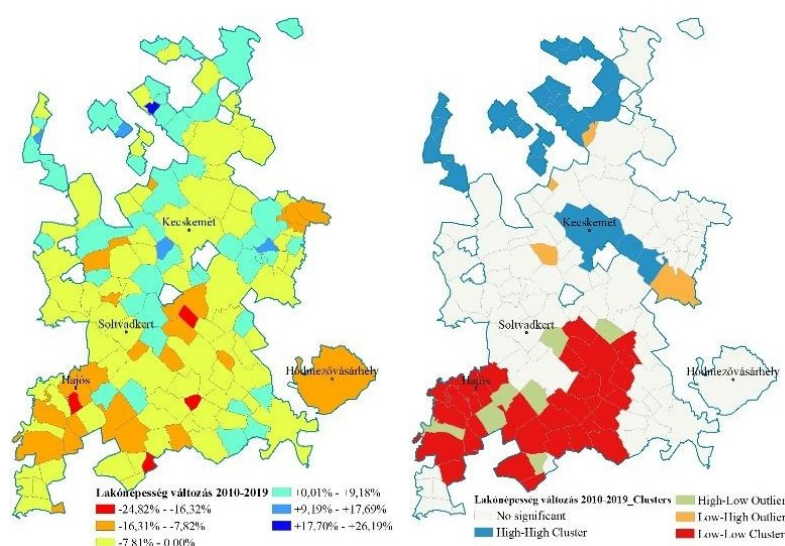 Kecskemét
Soltvadkert
Hajós
Hódmezővásárhely
Lakónépesség változás 2010-2019
-24,82% - -16,32%
-16,31% - -7,82%
-7,81% - 0,00%
+0,01% - +9,18%
+9,19% - +17,69%
+17,70% - +26,19%
Kecskemét
Soltvadkert
Hajós
Hódmezővásárhely
Lakónépesség változás 2010-2019_Clusters
No significant
High-High Cluster
High-Low Outlier
Low-High Outlier
Low-Low Cluster